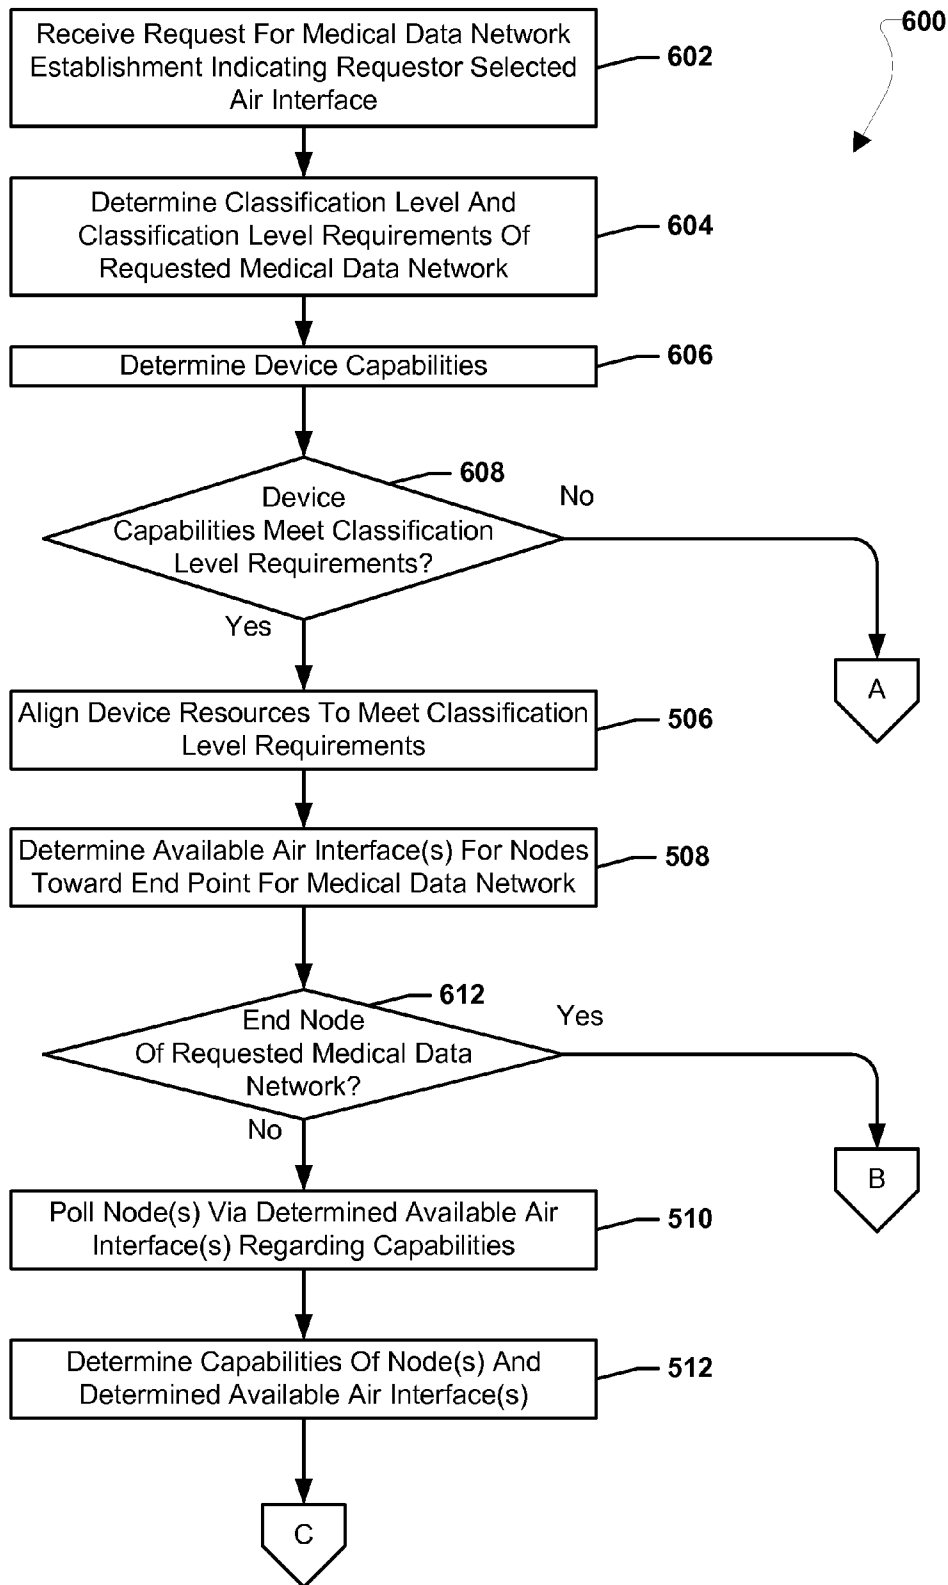 600
Receive Request For Medical Data Network
Establishment Indicating Requestor Selected
Air Interface
602
Determine Classification Level And
Classification Level Requirements Of
Requested Medical Data Network
604
Determine Device Capabilities
606
608
Device
Capabilities Meet Classification
Level Requirements?
No
Yes
A
Align Device Resources To Meet Classification
Level Requirements
506
Determine Available Air Interface(s) For Nodes
Toward End Point For Medical Data Network
508
612
End Node
Of Requested Medical Data
Network?
Yes
No
B
Poll Node(s) Via Determined Available Air
Interface(s) Regarding Capabilities
510
Determine Capabilities Of Node(s) And
Determined Available Air Interface(s)
512
C